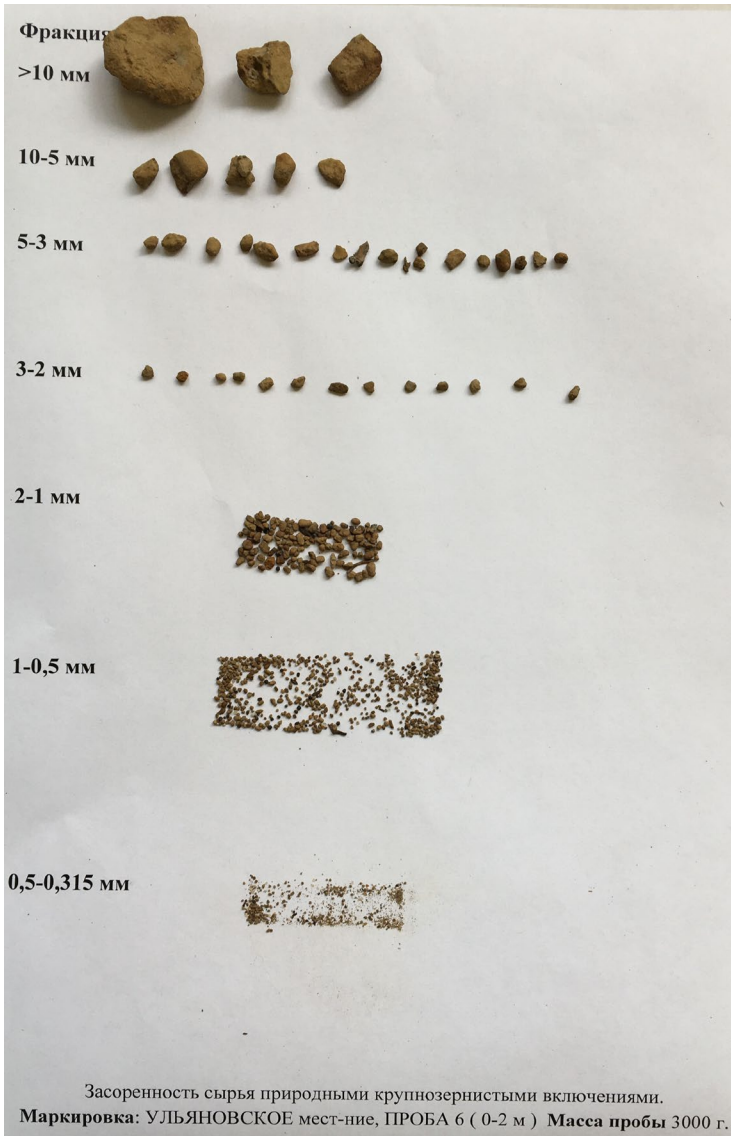 Фракция
>10 мм
10-5 мм
5-3 мм
3-2 мм
2-1 мм
1-0,5 мм
0,5-0,315 мм
Засоренность сырья природными крупнозернистыми включениями.
Маркировка: УЛЬЯНОВСКОЕ мест-ние, ПРОБА 6 ( 0-2 м ) Масса пробы 3000 г.